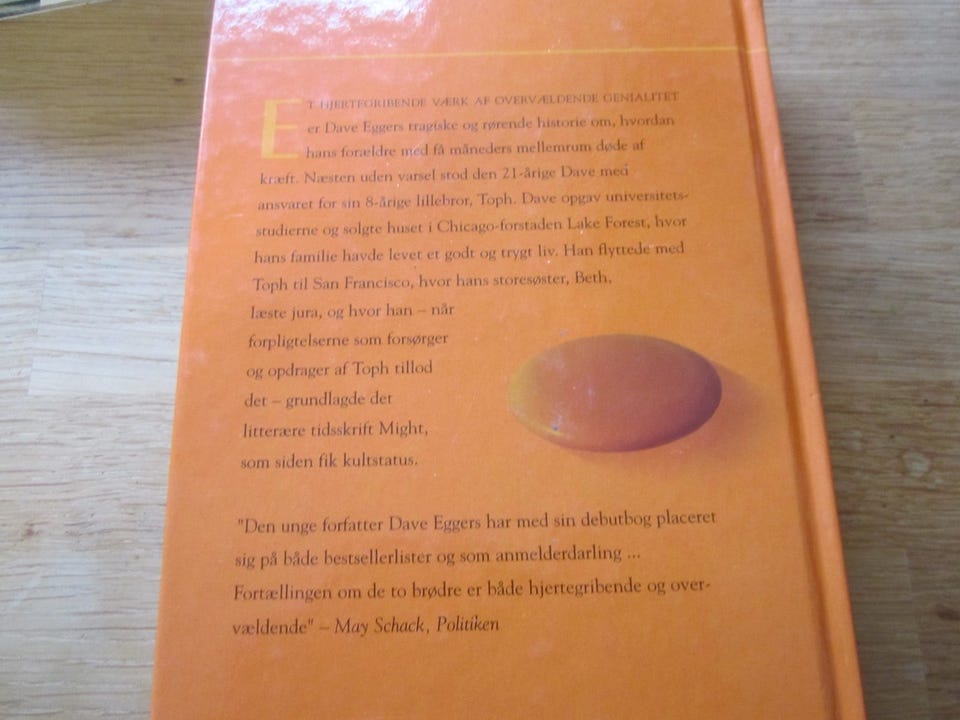 ET HJERTEGRIBENDE VÆRK AF OVERVÆLDENDE GENIALITET
er Dave Eggers tragiske og rørende historie om, hvordan
hans forældre med få måneders mellemrum døde af
kræft. Næsten uden varsel stod den 21-årige Dave med
ansvaret for sin 8-årige lillebror, Toph. Dave opgav universitets-
studierne og solgte huset i Chicago-forstaden Lake Forest, hvor
hans familie havde levet et godt og trygt liv. Han flyttede med
Toph til San Francisco, hvor hans storesøster, Beth,
læste jura, og hvor han – når
forpligtelserne som forsørger
og opdrager af Toph tillod
det – grundlagde det
litterære tidsskrift Might,
som siden fik kultstatus.
"Den unge forfatter Dave Eggers har med sin debutbog placeret
sig på både bestsellerlister og som anmelderdarling ...
Fortællingen om de to brødre er både hjertegribende og over-
vældende" – May Schack, Politiken